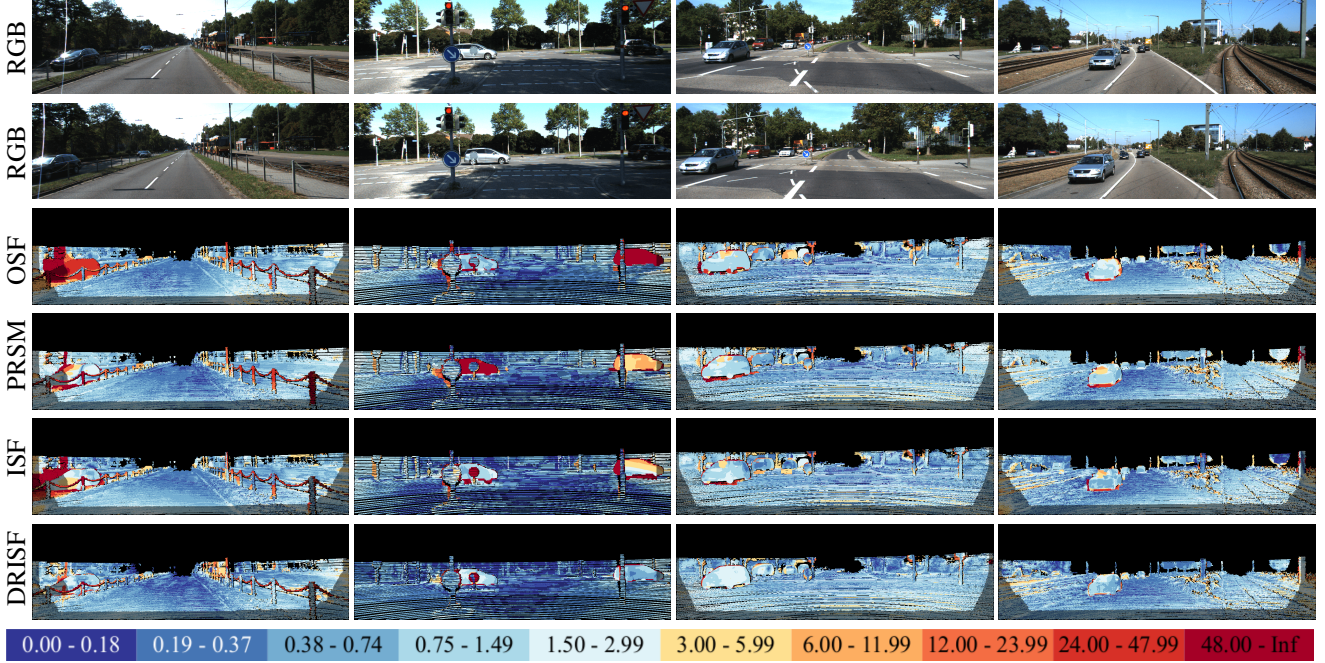 RGB
RGB
OSF
PRSM
ISF
DRISF
0.00 - 0.18 0.19 - 0.37 0.38 - 0.74 0.75 - 1.49 1.50 - 2.99 3.00 - 5.99 6.00 - 11.99 12.00 - 23.99 24.00 - 47.99 48.00 - Inf